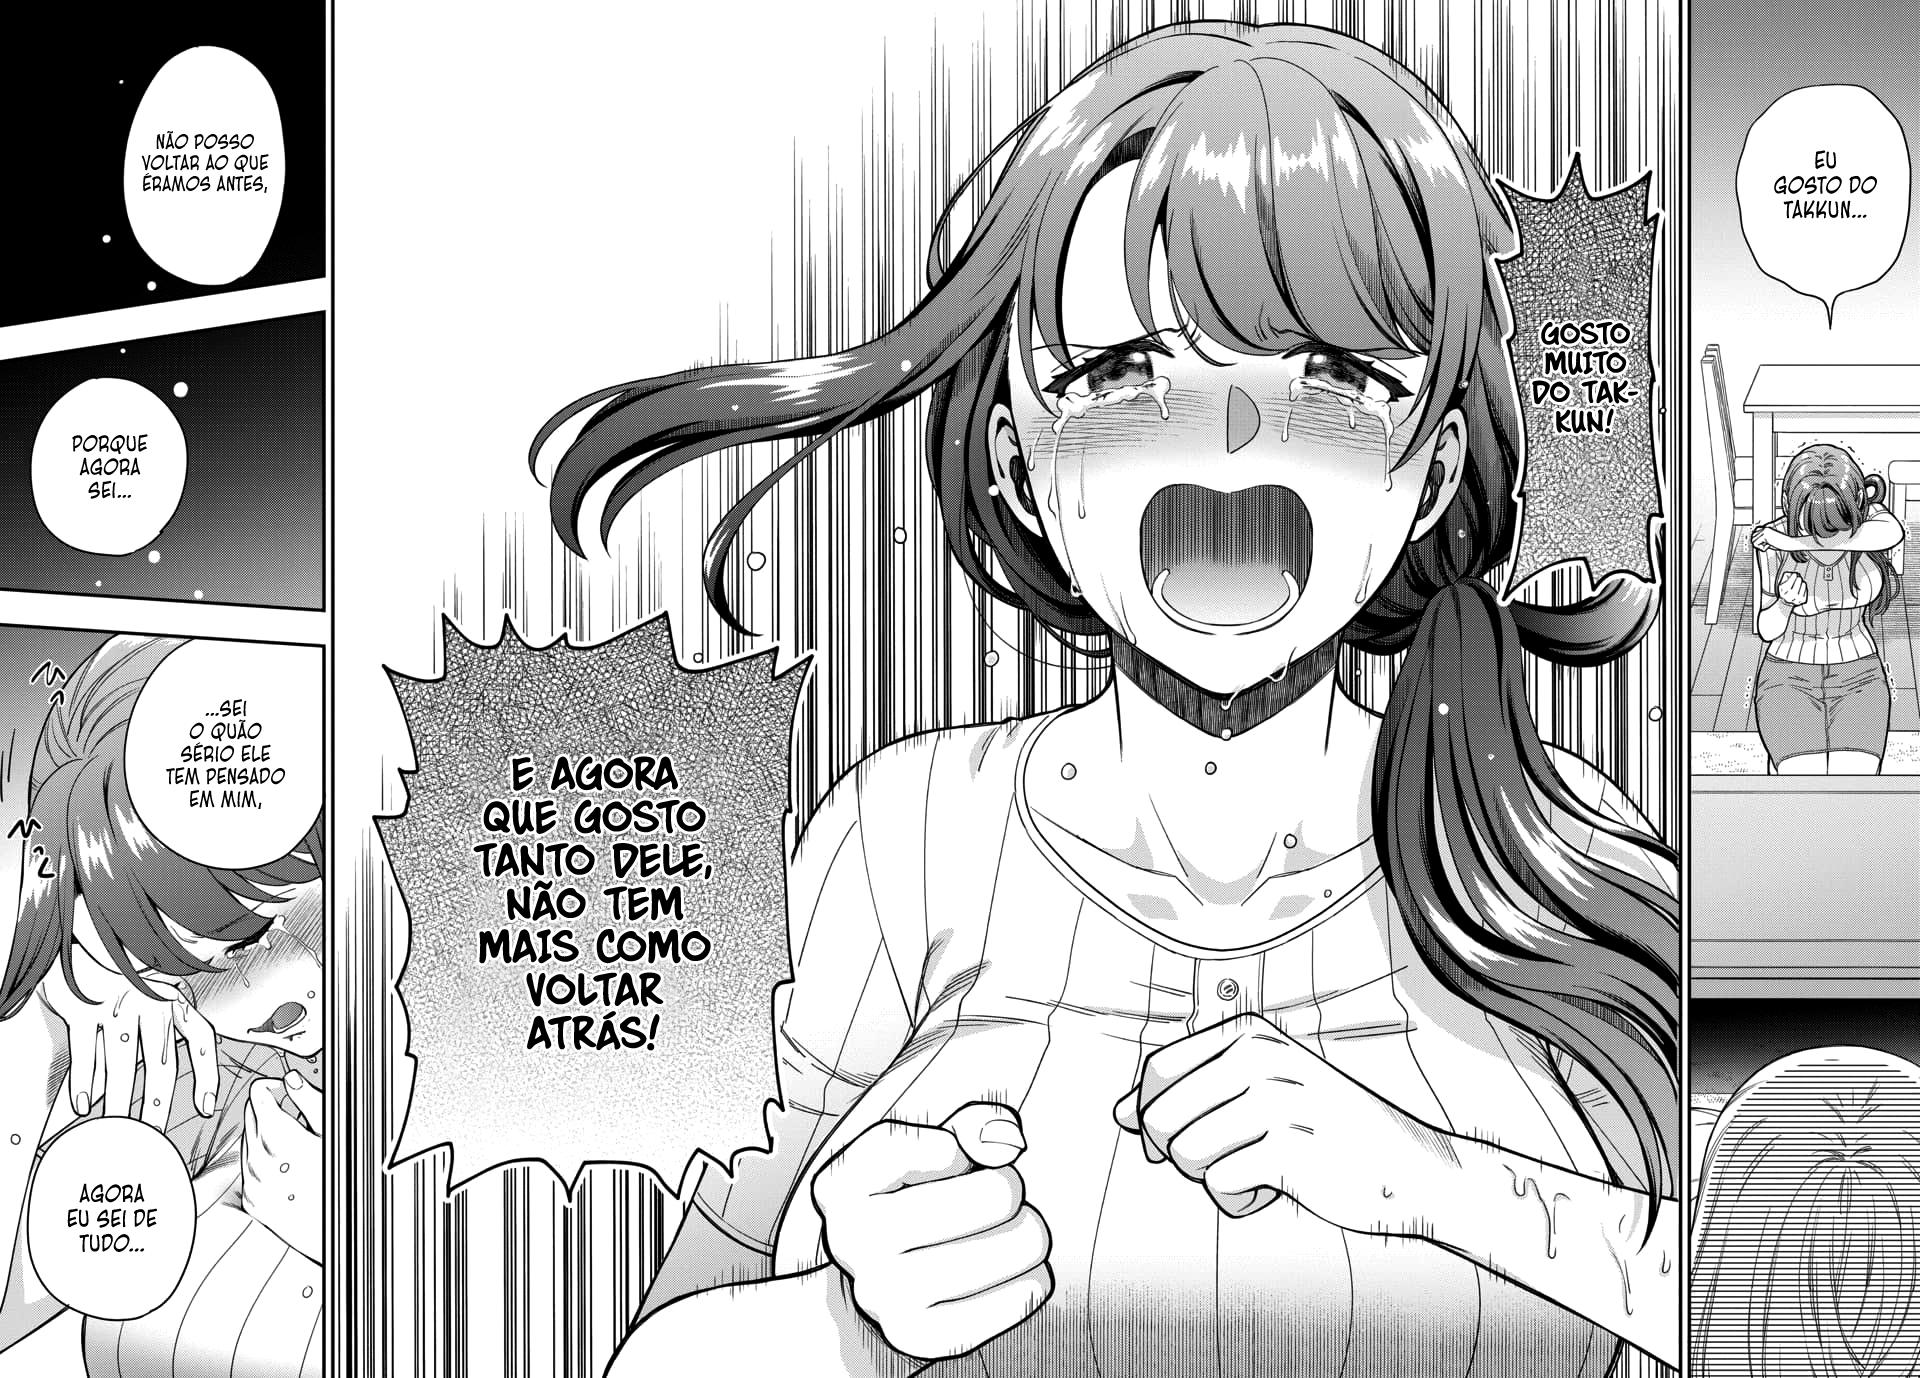 EU
GOSTO DO
TAKKUN...
GOSTO
MUITO
DO TAK-
KUN!
E AGORA
QUE GOSTO
TANTO DELE,
NÃO TEM
MAIS COMO
VOLTAR
ATRÁS!
NÃO POSSO
VOLTAR AO QUE
ÉRAMOS ANTES,
PORQUE
AGORA
SEI...
...SEI
O QUÃO
SÉRIO ELE
TEM PENSADO
EM MIM,
AGORA
EU SEI DE
TUDO...